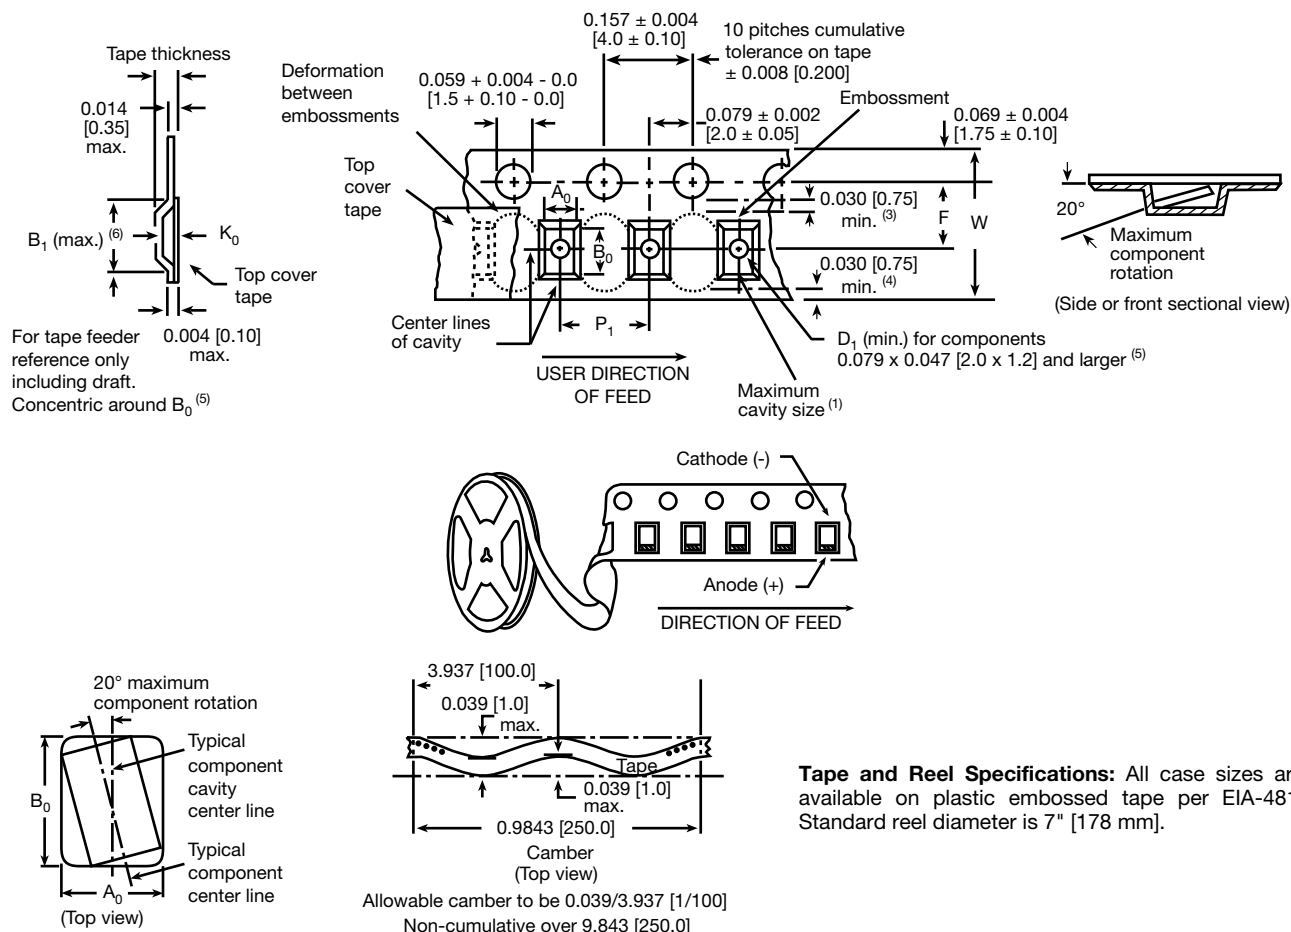 Tape thickness
0.014
[0.35]
max.
B1 (max.) (6)
K0
Top cover
tape
For tape feeder
reference only
including draft.
Concentric around B0 (5)
0.004 [0.10]
max.
Deformation
between
embossments
Top
cover
tape
0.059 + 0.004 - 0.0
[1.5 + 0.10 - 0.0]
0.157 ± 0.004
[4.0 ± 0.10]
10 pitches cumulative
tolerance on tape
± 0.008 [0.200]
0.079 ± 0.002
[2.0 ± 0.05]
Embossment
0.069 ± 0.004
[1.75 ± 0.10]
A0
B0
0.030 [0.75]
min. (3)
F
W
0.030 [0.75]
min. (4)
Center lines
of cavity
P1
USER DIRECTION
OF FEED
D1 (min.) for components
0.079 x 0.047 [2.0 x 1.2] and larger (5)
Maximum
cavity size (1)
20°
Maximum
component
rotation
(Side or front sectional view)
Cathode (-)
Anode (+)
DIRECTION OF FEED
20° maximum
component rotation
Typical
component
cavity
center line
B0
Typical
component
center line
A0
(Top view)
3.937 [100.0]
0.039 [1.0]
max.
Tape
0.039 [1.0]
max.
0.9843 [250.0]
Camber
(Top view)
Allowable camber to be 0.039/3.937 [1/100]
Non-cumulative over 9.843 [250.0]
Tape and Reel Specifications: All case sizes are
available on plastic embossed tape per EIA-481
Standard reel diameter is 7" [178 mm].